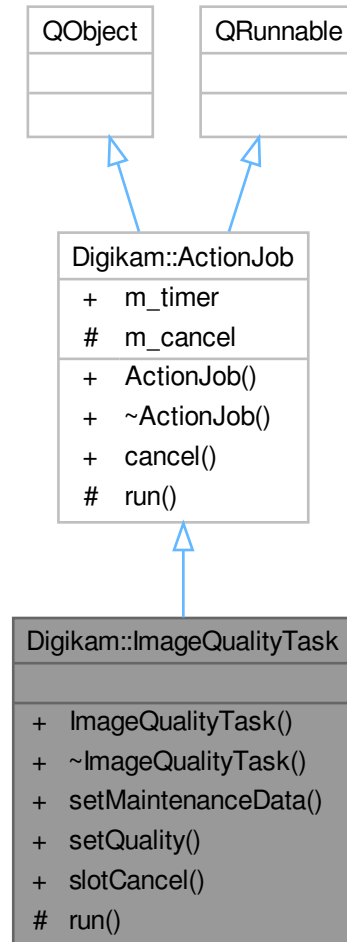 QObject
QRunnable
Digikam::ActionJob
+ m_timer
# m_cancel
+ ActionJob()
+ ~ActionJob()
+ cancel()
# run()
Digikam::ImageQualityTask
+ ImageQualityTask()
+ ~ImageQualityTask()
+ setMaintenanceData()
+ setQuality()
+ slotCancel()
# run()